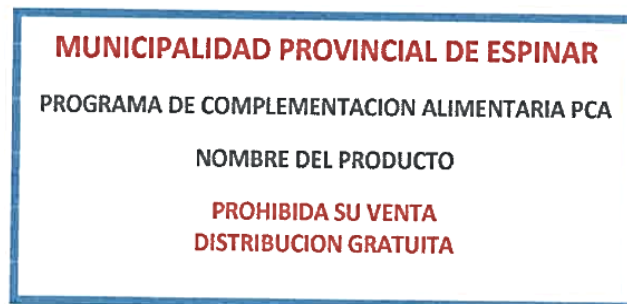 MUNICIPALIDAD PROVINCIAL DE ESPINAR
PROGRAMA DE COMPLEMENTACION ALIMENTARIA PCA
NOMBRE DEL PRODUCTO
PROHIBIDA SU VENTA
DISTRIBUCION GRATUITA